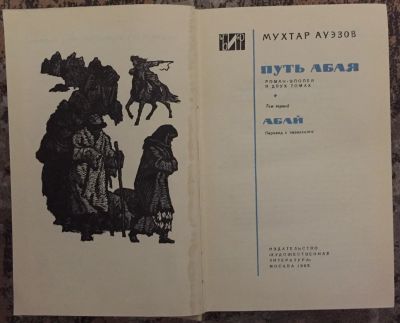 МУХТАР АУЭЗОВ
ПУТЬ АБАЯ
РОМАН-ЭПОПЕЯ
В ДВУХ ТОМАХ
Том первый
АБАЙ
Перевод с казахского
ИЗДАТЕЛЬСТВО
«ХУДОЖЕСТВЕННАЯ
ЛИТЕРАТУРА»
МОСКВА